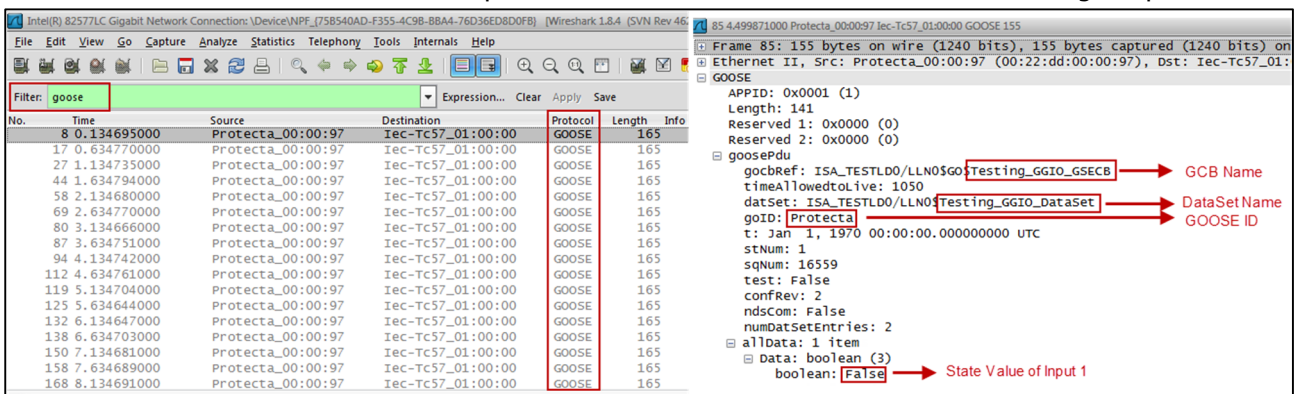 Intel(R) 82577LC Gigabit Network Connection: \Device\NPF_{75B540AD-F355-4C9B-BBA4-76D36ED8D0FB} [Wireshark 1.8.4 (SVN Rev 46
File Edit View Go Capture Analyze Statistics Telephony Tools Internals Help
Filter: goose Expression... Clear Apply Save
No. Time Source Destination Protocol Length Info
8 0.134695000 Protecta_00:00:97 Iec-Tc57_01:00:00 GOOSE 165
17 0.634770000 Protecta_00:00:97 Iec-Tc57_01:00:00 GOOSE 165
27 1.134735000 Protecta_00:00:97 Iec-Tc57_01:00:00 GOOSE 165
44 1.634794000 Protecta_00:00:97 Iec-Tc57_01:00:00 GOOSE 165
58 2.134680000 Protecta_00:00:97 Iec-Tc57_01:00:00 GOOSE 165
69 2.634770000 Protecta_00:00:97 Iec-Tc57_01:00:00 GOOSE 165
80 3.134666000 Protecta_00:00:97 Iec-Tc57_01:00:00 GOOSE 165
87 3.634751000 Protecta_00:00:97 Iec-Tc57_01:00:00 GOOSE 165
94 4.134742000 Protecta_00:00:97 Iec-Tc57_01:00:00 GOOSE 165
112 4.634761000 Protecta_00:00:97 Iec-Tc57_01:00:00 GOOSE 165
119 5.134704000 Protecta_00:00:97 Iec-Tc57_01:00:00 GOOSE 165
125 5.634644000 Protecta_00:00:97 Iec-Tc57_01:00:00 GOOSE 165
132 6.134647000 Protecta_00:00:97 Iec-Tc57_01:00:00 GOOSE 165
138 6.634703000 Protecta_00:00:97 Iec-Tc57_01:00:00 GOOSE 165
150 7.134681000 Protecta_00:00:97 Iec-Tc57_01:00:00 GOOSE 165
158 7.634689000 Protecta_00:00:97 Iec-Tc57_01:00:00 GOOSE 165
168 8.134691000 Protecta_00:00:97 Iec-Tc57_01:00:00 GOOSE 165
85 4.499871000 Protecta_00:00:97 Iec-Tc57_01:00:00 GOOSE 155
Frame 85: 155 bytes on wire (1240 bits), 155 bytes captured (1240 bits) on
Ethernet II, Src: Protecta_00:00:97 (00:22:dd:00:00:97), Dst: Iec-Tc57_01:
GOOSE
APPID: 0x0001 (1)
Length: 141
Reserved 1: 0x0000 (0)
Reserved 2: 0x0000 (0)
goosePdu
gocbRef: ISA_TESTLD0/LLN0$GO$Testing_GGIO_GSECB GCB Name
timeAllowedtoLive: 1050
datSet: ISA_TESTLD0/LLN0$Testing_GGIO_DataSet DataSet Name
goID: Protecta GOOSE ID
t: Jan 1, 1970 00:00:00.000000000 UTC
stNum: 1
sqNum: 16559
test: False
confRev: 2
ndsCom: False
numDatSetEntries: 2
allData: 1 item
Data: boolean (3)
boolean: False State Value of Input 1